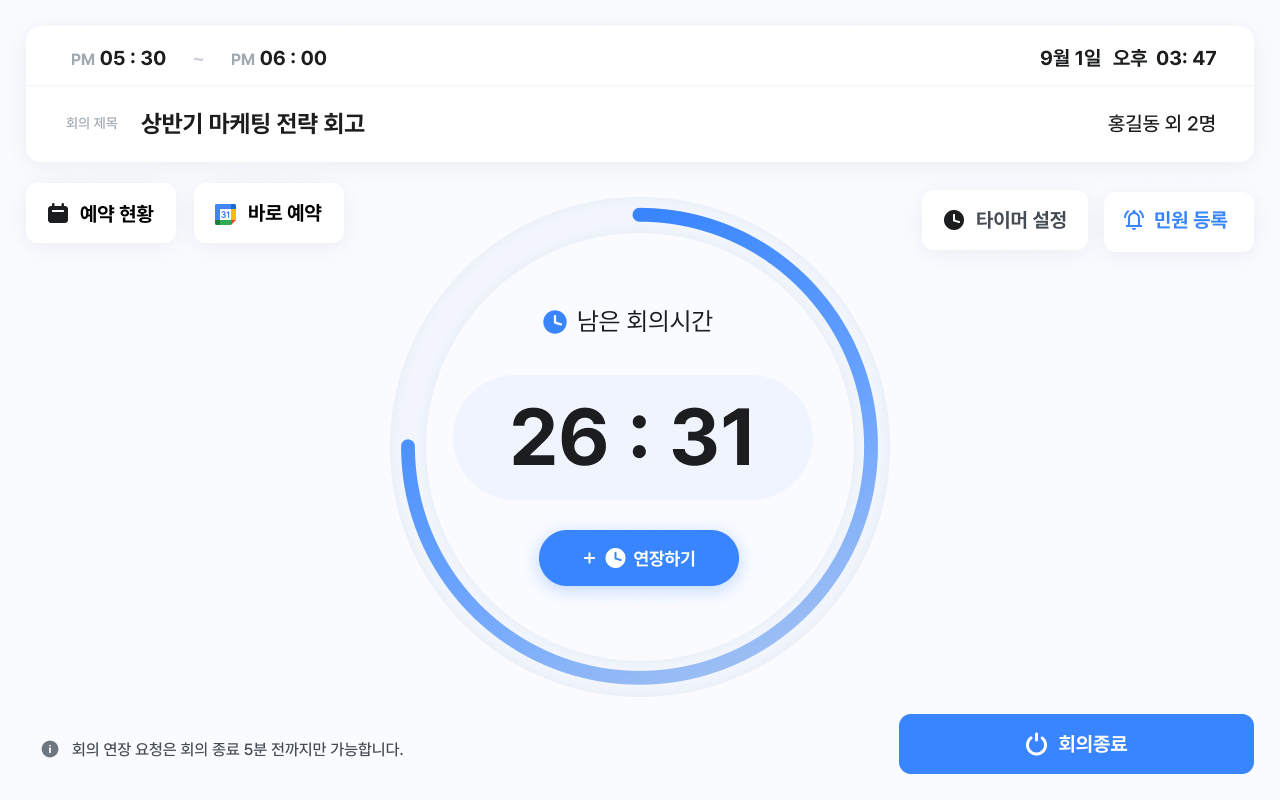 PM 05 : 30 ~ PM 06 : 00
9월 1일 오후 03: 47
회의 제목 상반기 마케팅 전략 회고
홍길동 외 2명
예약 현황
31 바로 예약
타이머 설정
민원 등록
남은 회의시간
26 : 31
+ 연장하기
회의 연장 요청은 회의 종료 5분 전까지만 가능합니다.
회의종료